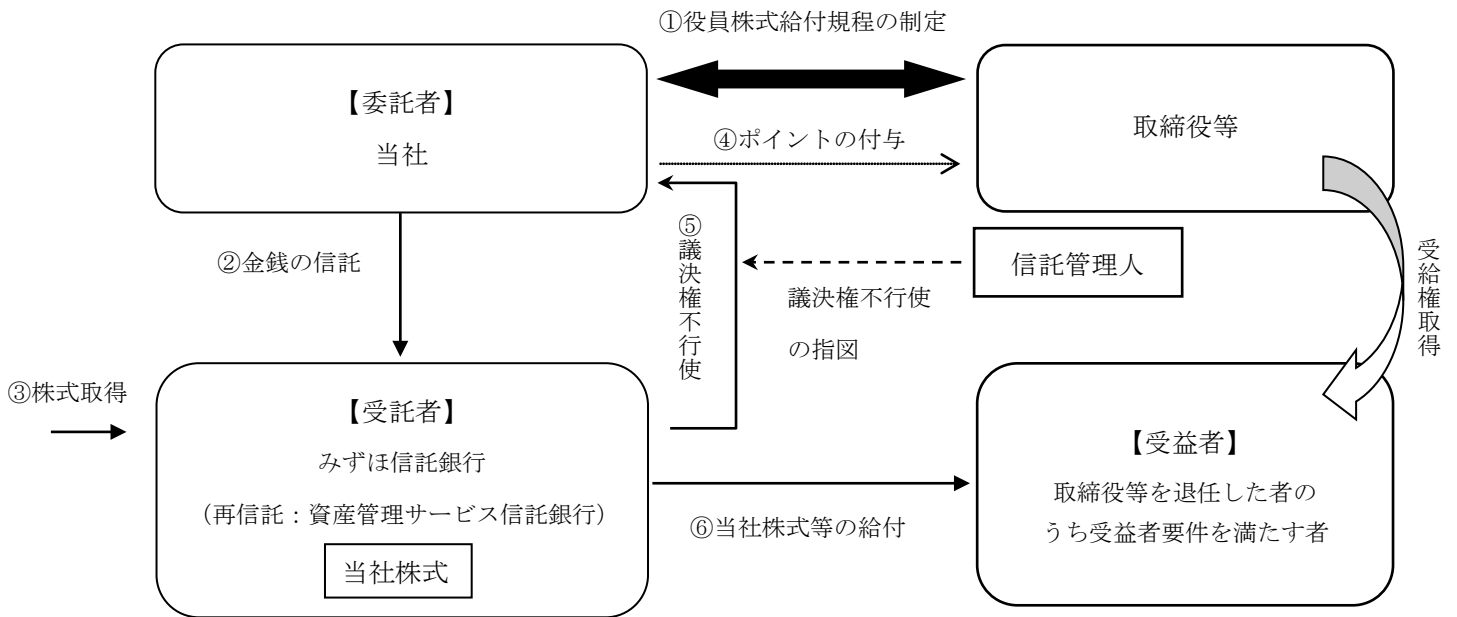 ①役員株式給付規程の制定
【委託者】
当社
取締役等
④ポイントの付与
②金銭の信託
⑤議決権不行使
信託管理人
議決権不行使
の指図
受給権取得
③株式取得
【受託者】
みずほ信託銀行
（再信託：資産管理サービス信託銀行）
当社株式
⑥当社株式等の給付
【受益者】
取締役等を退任した者の
うち受益者要件を満たす者